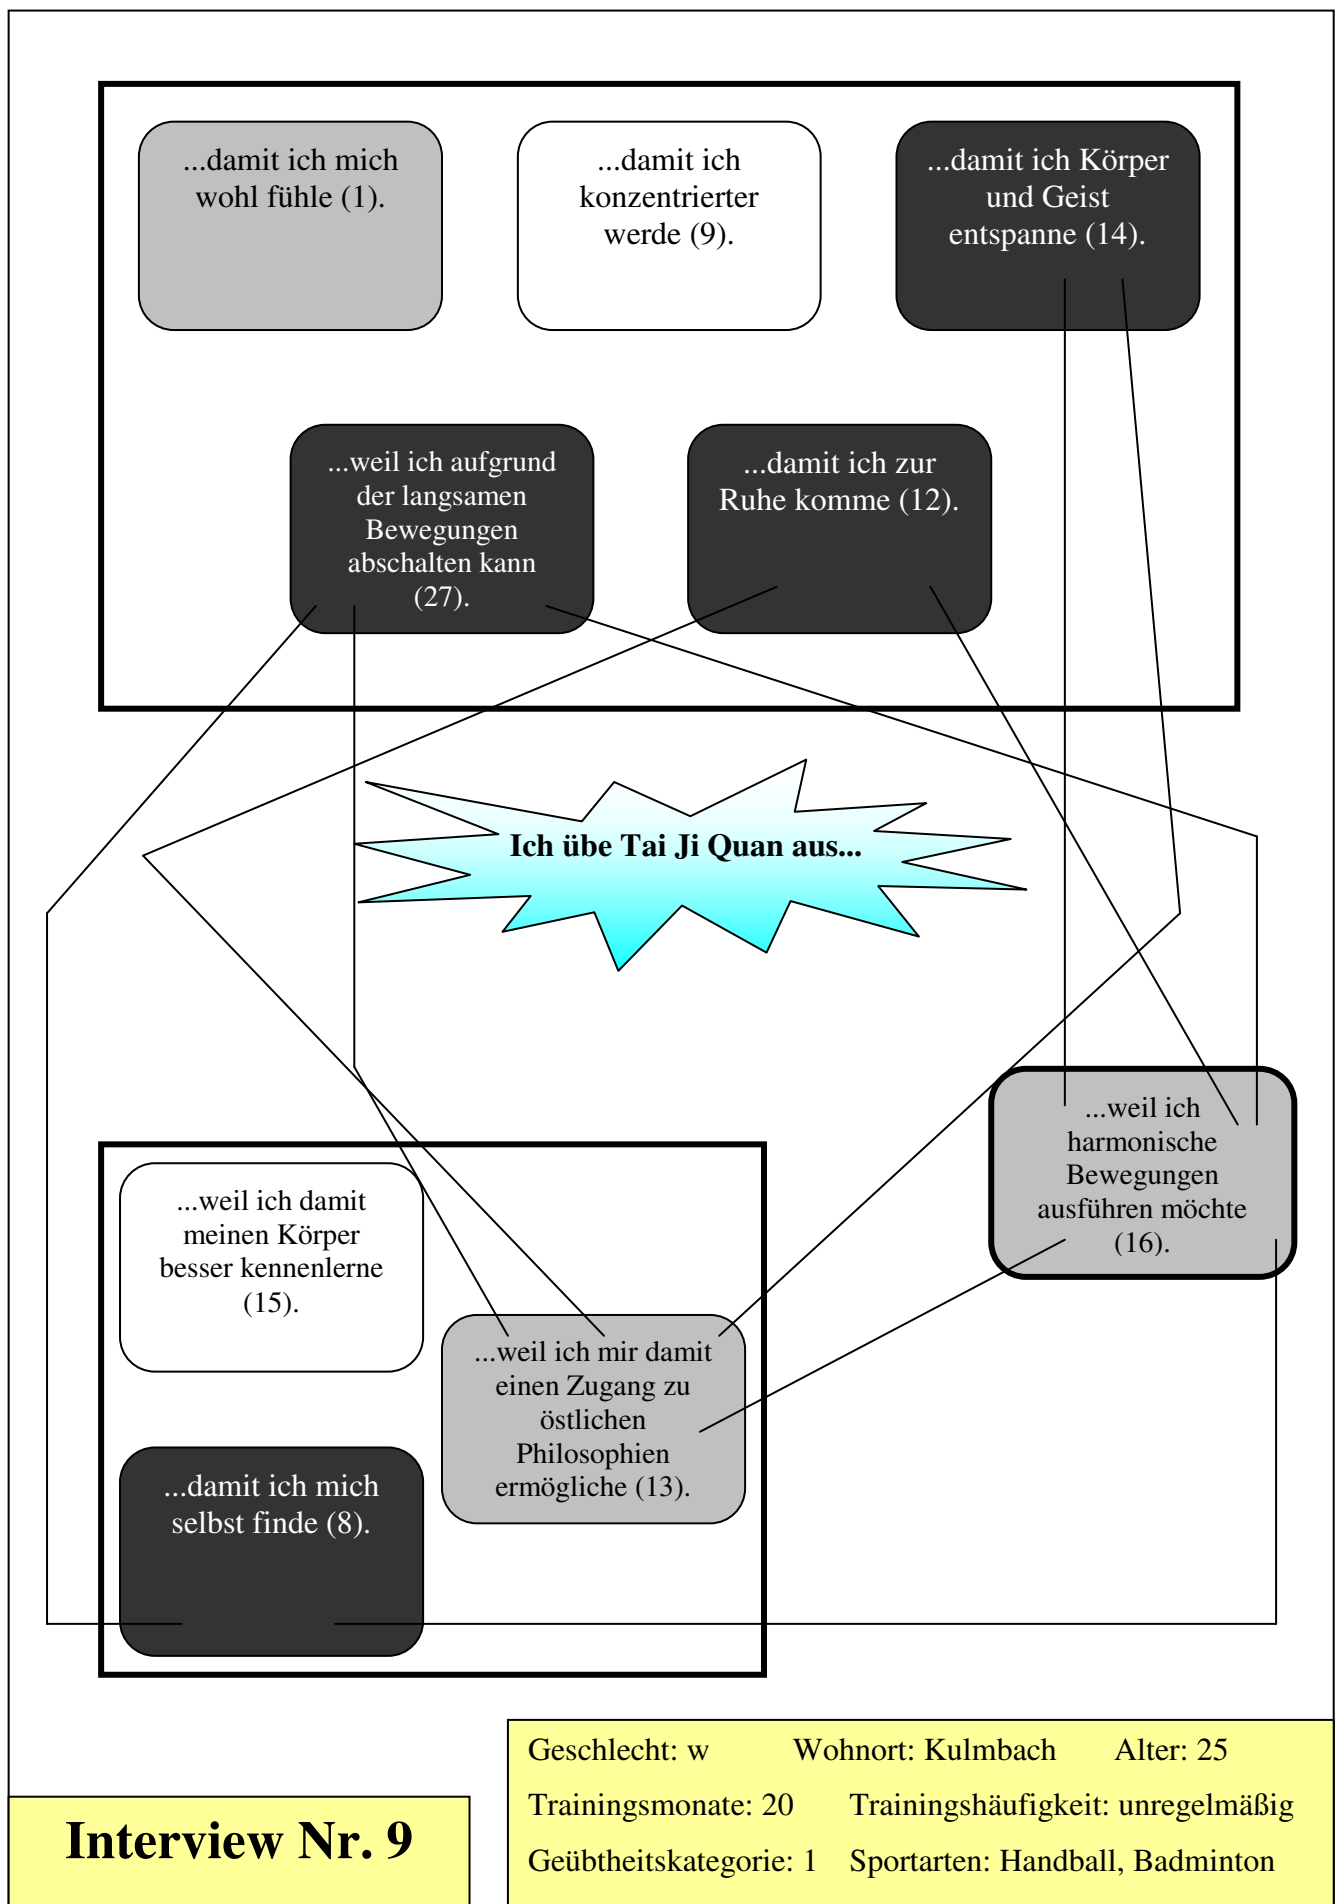 ...damit ich mich
wohl fühle (1).
...damit ich
konzentrierter
werde (9).
...damit ich Körper
und Geist
entspanne (14).
...weil ich aufgrund
der langsamen
Bewegungen
abschalten kann
(27).
...damit ich zur
Ruhe komme (12).
Ich übe Tai Ji Quan aus...
...weil ich
harmonische
Bewegungen
ausführen möchte
(16).
...weil ich damit
meinen Körper
besser kennenlerne
(15).
...weil ich mir damit
einen Zugang zu
östlichen
Philosophien
ermögliche (13).
...damit ich mich
selbst finde (8).
Interview Nr. 9
Geschlecht: w Wohnort: Kulmbach Alter: 25
Trainingsmonate: 20 Trainingshäufigkeit: unregelmäßig
Geübtheitskategorie: 1 Sportarten: Handball, Badminton